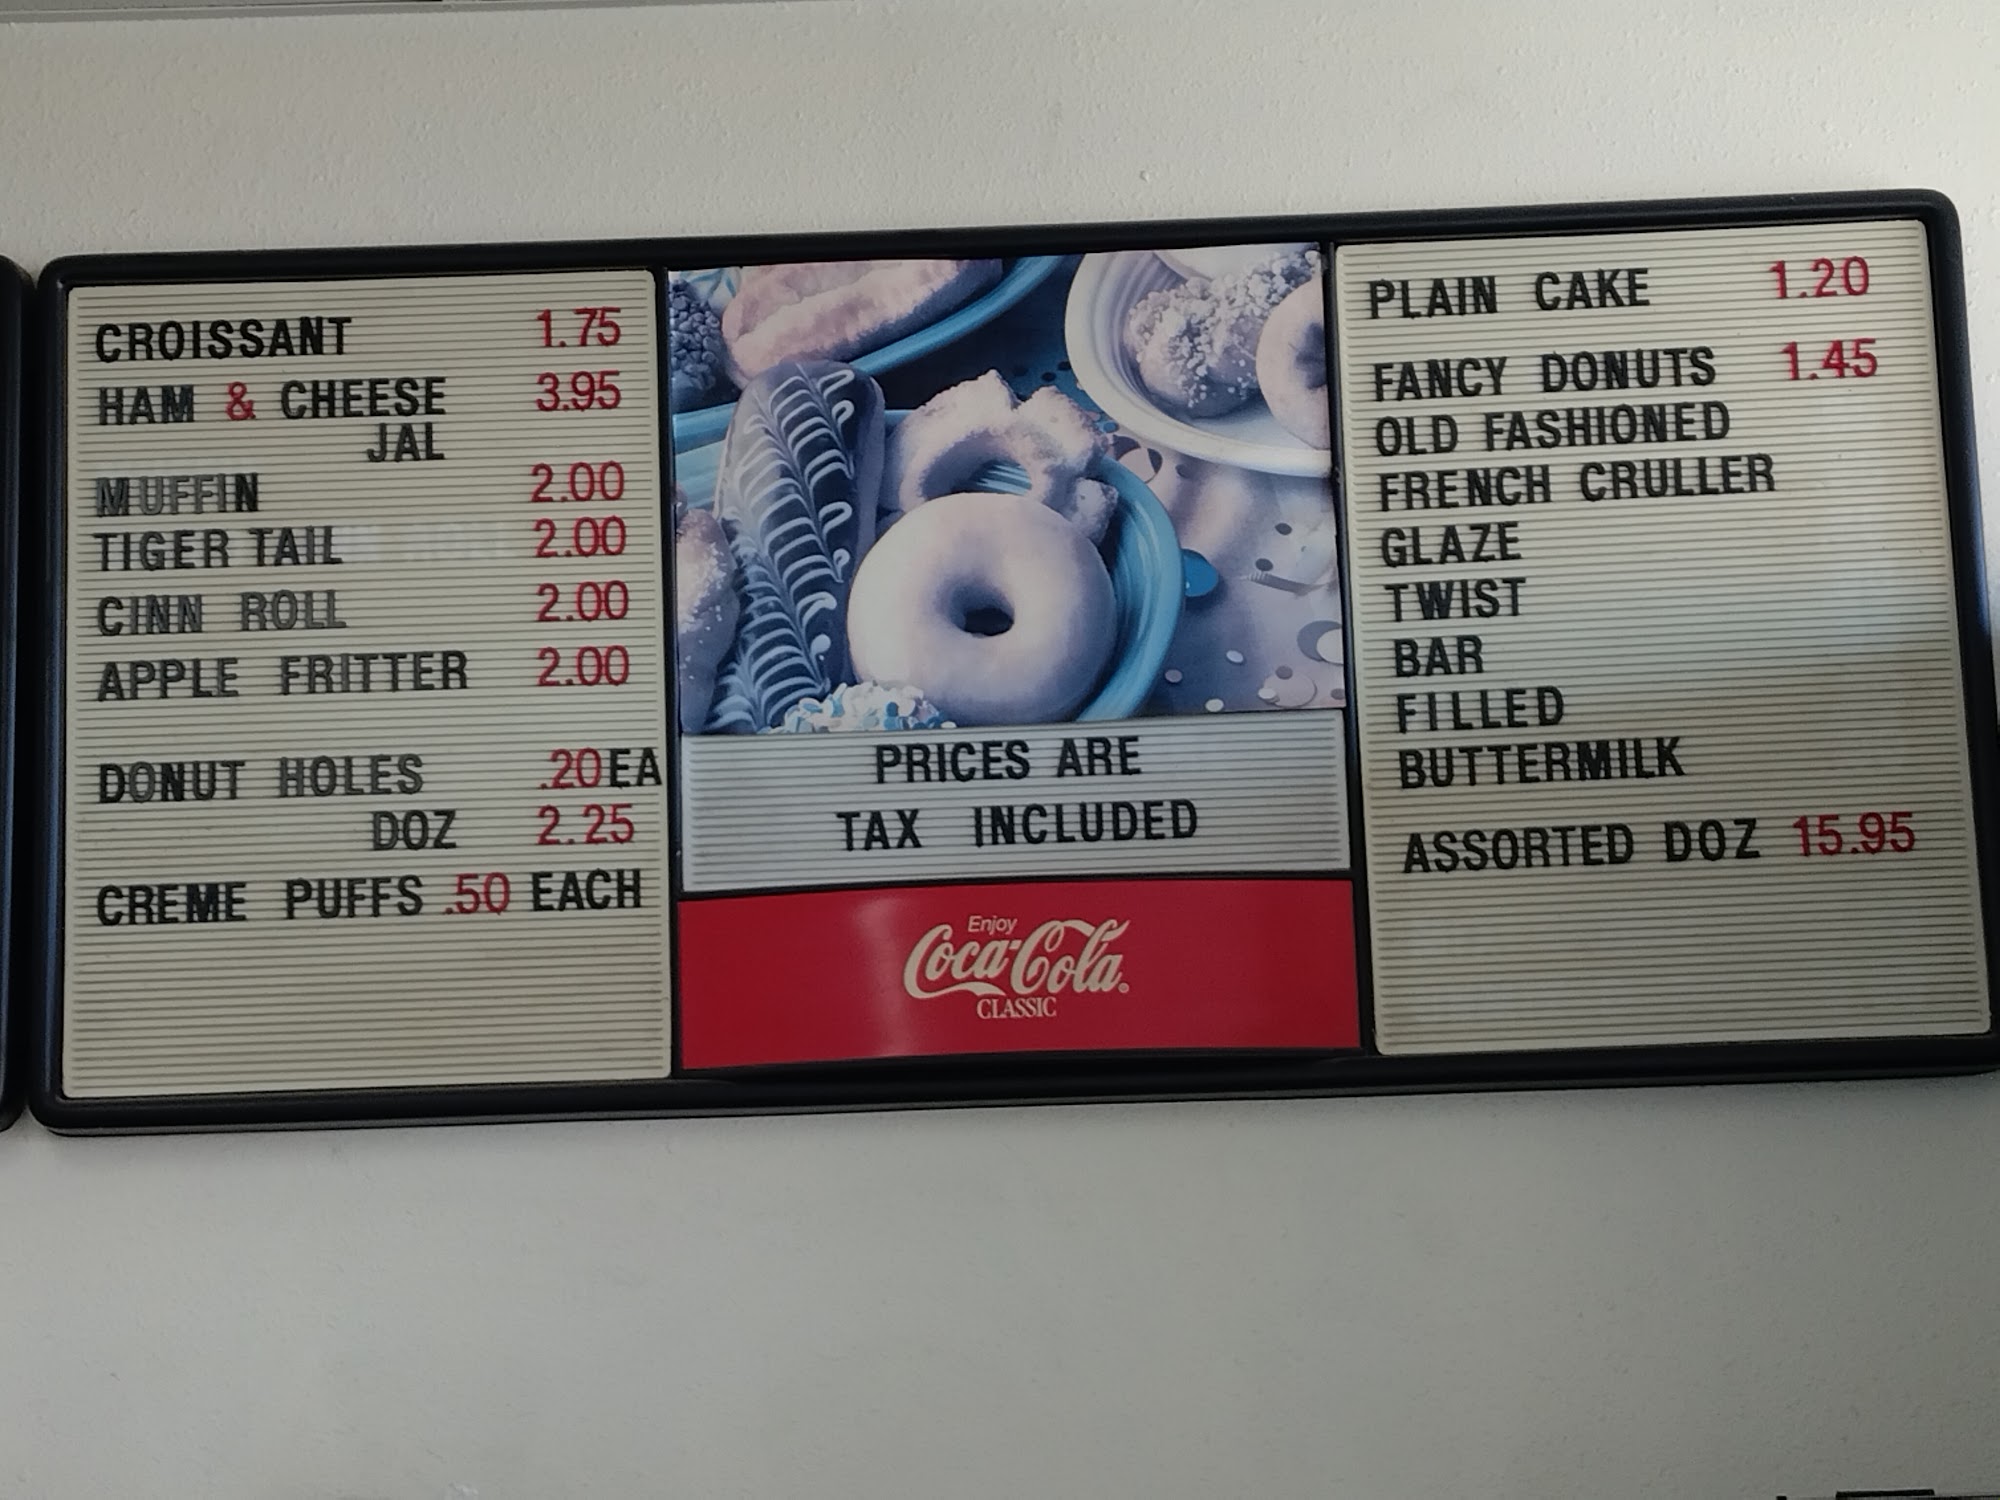 CROISSANT 1.75
HAM & CHEESE 3.95
JAL
MUFFIN 2.00
TIGER TAIL 2.00
CINN ROLL 2.00
APPLE FRITTER 2.00
DONUT HOLES .20 EA
DOZ 2.25
CREME PUFFS .50 EACH
PRICES ARE
TAX INCLUDED
Enjoy
Coca-Cola®
CLASSIC
PLAIN CAKE 1.20
FANCY DONUTS 1.45
OLD FASHIONED
FRENCH CRULLER
GLAZE
TWIST
BAR
FILLED
BUTTERMILK
ASSORTED DOZ 15.95